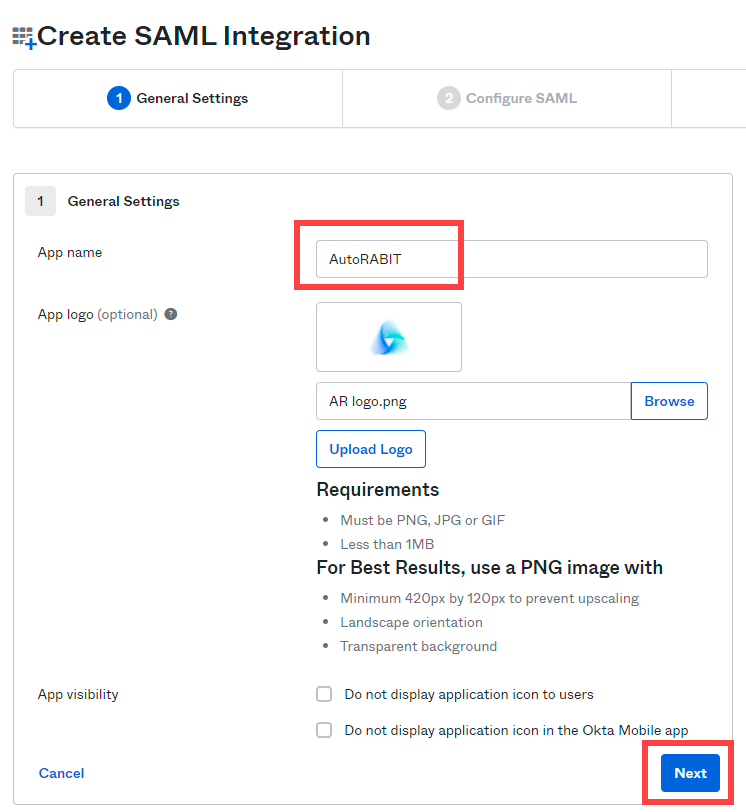 Create SAML Integration
1 General Settings
2 Configure SAML
1 General Settings
App name
AutoRABIT
App logo (optional) ?
AR logo.png
Browse
Upload Logo
Requirements
• Must be PNG, JPG or GIF
• Less than 1MB
For Best Results, use a PNG image with
• Minimum 420px by 120px to prevent upscaling
• Landscape orientation
• Transparent background
App visibility
Do not display application icon to users
Do not display application icon in the Okta Mobile app
Cancel
Next